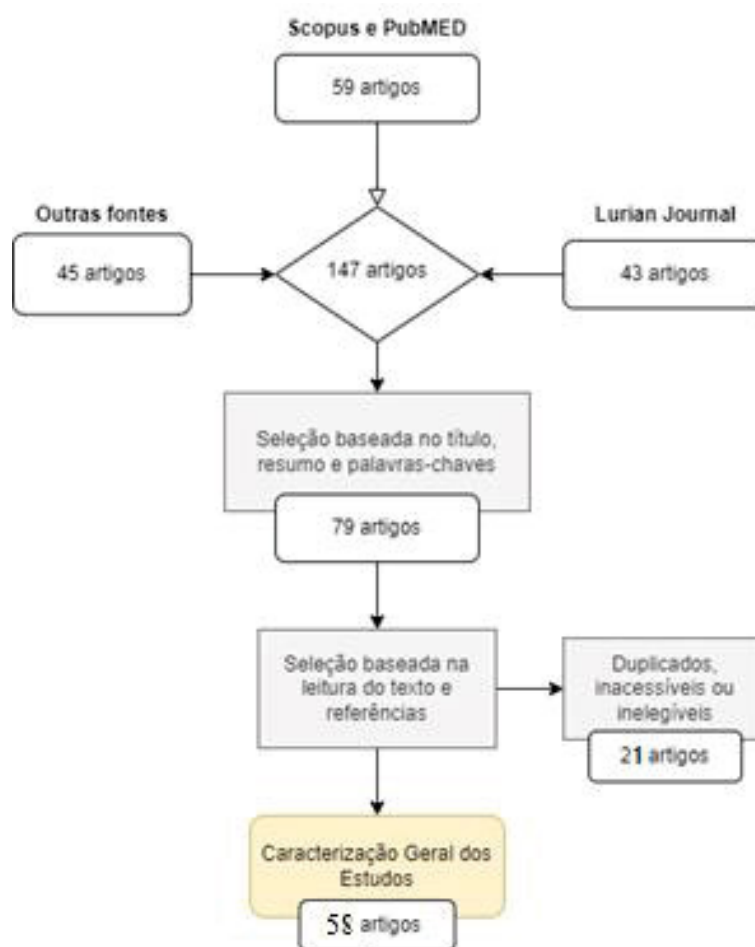 Scopus e PubMED
59 artigos
Outras fontes
45 artigos
147 artigos
Lurian Journal
43 artigos
Seleção baseada no título,
resumo e palavras-chaves
79 artigos
Seleção baseada na
leitura do texto e
referências
Duplicados,
inacessíveis ou
inelegíveis
21 artigos
Caracterização Geral dos
Estudos
58 artigos